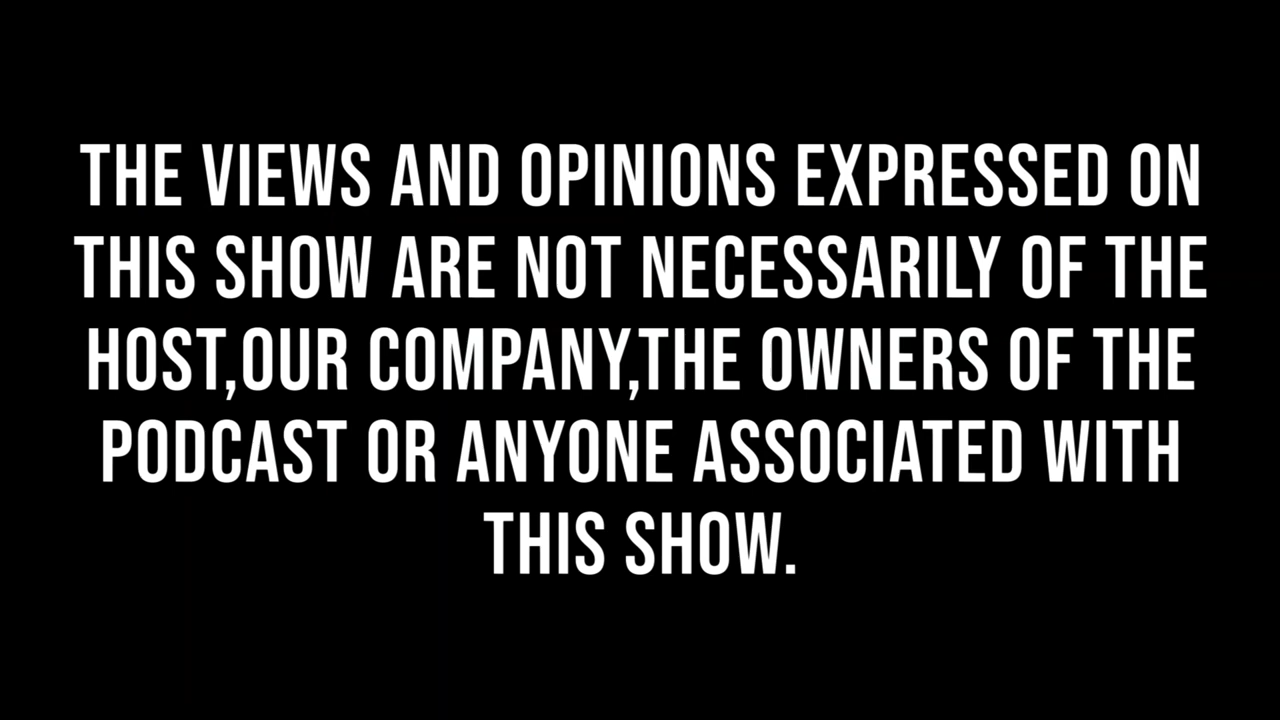 THE VIEWS AND OPINIONS EXPRESSED ON
THIS SHOW ARE NOT NECESSARILY OF THE
HOST,OUR COMPANY,THE OWNERS OF THE
PODCAST OR ANYONE ASSOCIATED WITH
THIS SHOW.